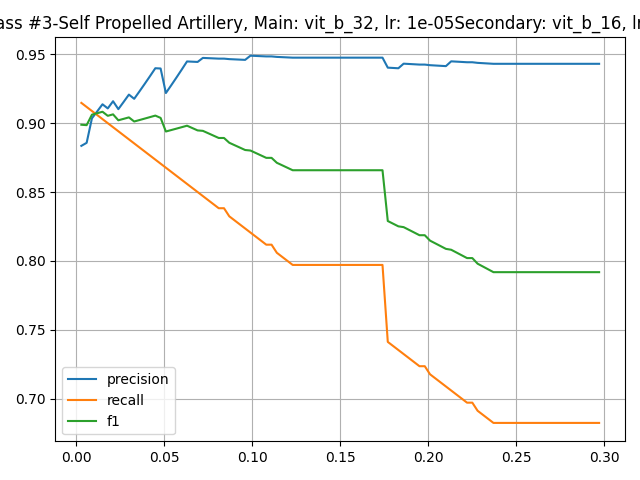 ass #3-Self Propelled Artillery, Main: vit_b_32, lr: 1e-05Secondary: vit_b_16, lr
0.95
0.90
0.85
0.80
0.75
0.70
precision
recall
f1
0.00 0.05 0.10 0.15 0.20 0.25 0.30